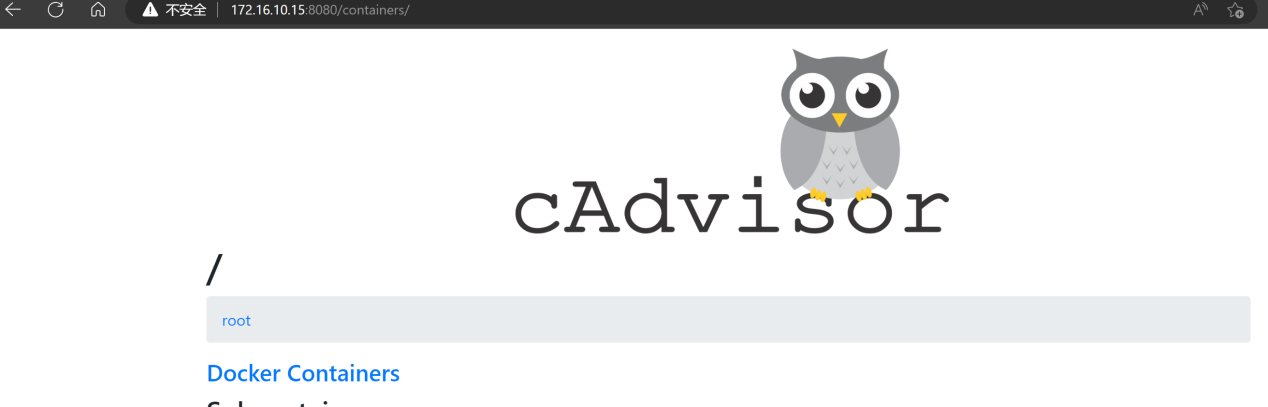 不安全 172.16.10.15:8080/containers/
cAdvisor
/
root
Docker Containers